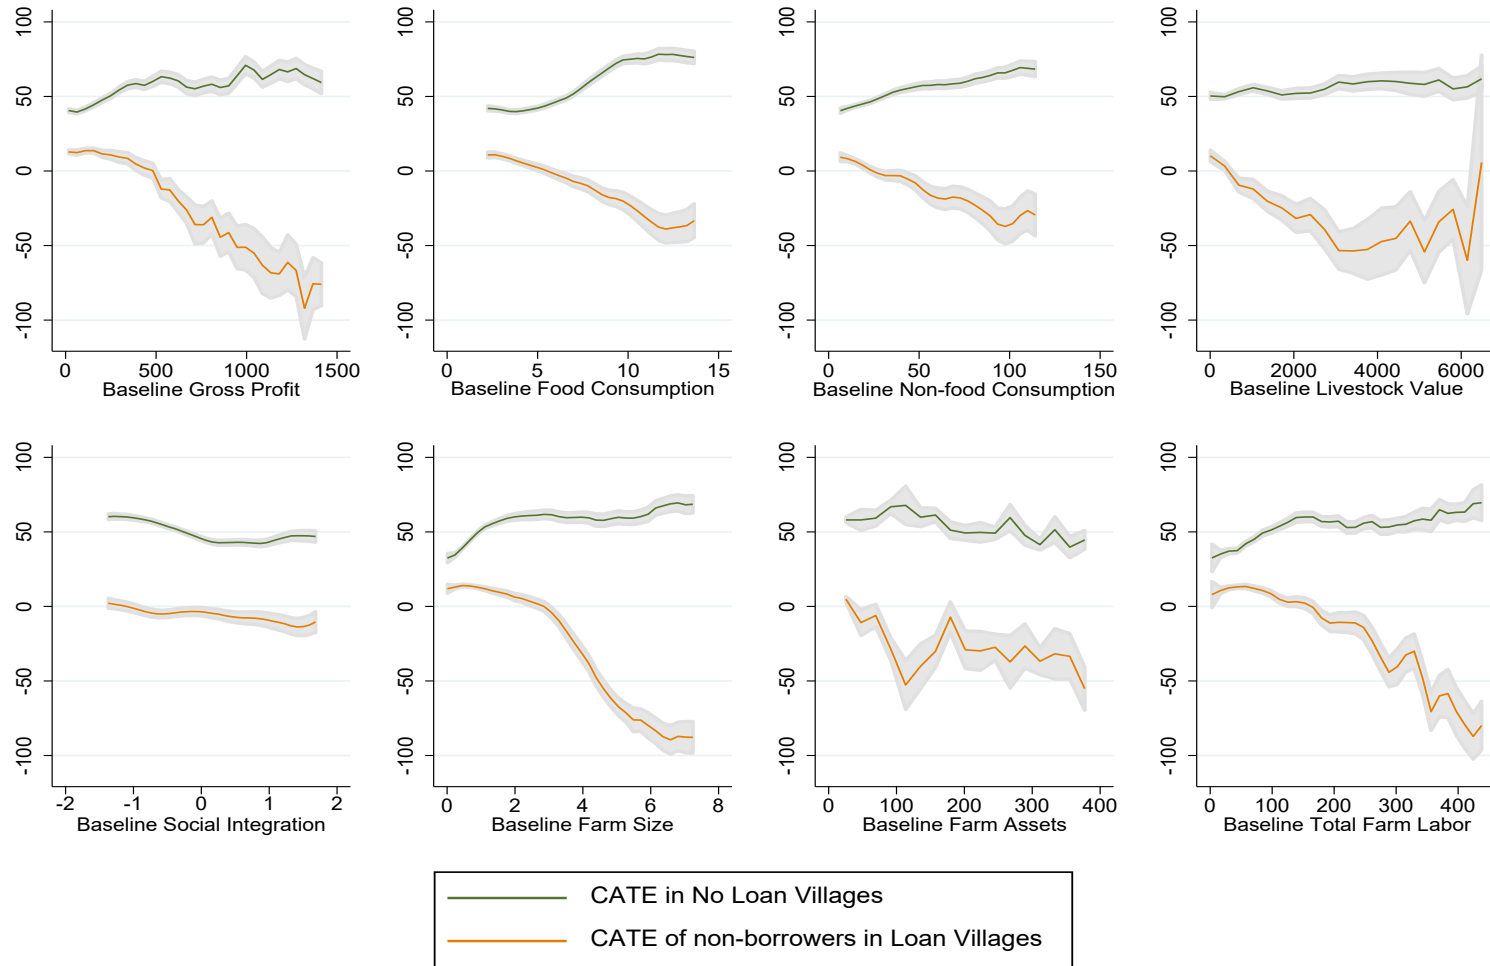 100
50
0
-50
-100
0 500 1000 1500
Baseline Gross Profit
100
50
0
-50
-100
0 5 10 15
Baseline Food Consumption
100
50
0
-50
-100
0 50 100 150
Baseline Non-food Consumption
100
50
0
-50
-100
0 2000 4000 6000
Baseline Livestock Value
100
50
0
-50
-100
-2 -1 0 1 2
Baseline Social Integration
100
50
0
-50
-100
0 2 4 6 8
Baseline Farm Size
100
50
0
-50
-100
0 100 200 300 400
Baseline Farm Assets
100
50
0
-50
-100
0 100 200 300 400
Baseline Total Farm Labor
CATE in No Loan Villages
CATE of non-borrowers in Loan Villages